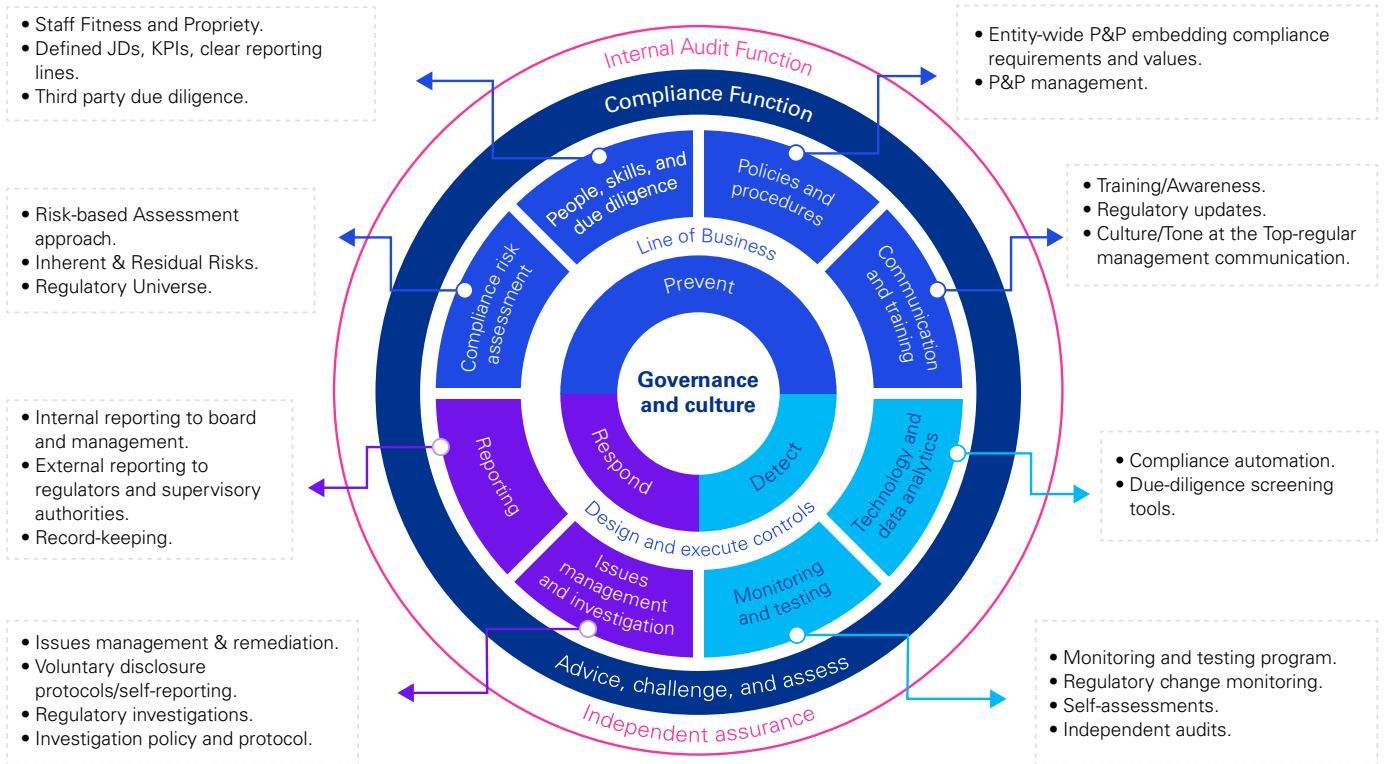 • Staff Fitness and Propriety.
• Defined JDs, KPIs, clear reporting
lines.
• Third party due diligence.
• Entity-wide P&P embedding compliance
requirements and values.
• P&P management.
• Risk-based Assessment
approach.
• Inherent & Residual Risks.
• Regulatory Universe.
• Training/Awareness.
• Regulatory updates.
• Culture/Tone at the Top-regular
management communication.
• Internal reporting to board
and management.
• External reporting to
regulators and supervisory
authorities.
• Record-keeping.
• Compliance automation.
• Due-diligence screening
tools.
• Issues management & remediation.
• Voluntary disclosure
protocols/self-reporting.
• Regulatory investigations.
• Investigation policy and protocol.
• Monitoring and testing program.
• Regulatory change monitoring.
• Self-assessments.
• Independent audits.
Internal Audit Function
Compliance Function
People, skills, and
due diligence
Policies and
procedures
Compliance risk
assessment
Communication
and training
Line of Business
Prevent
Governance
and culture
Respond
Detect
Reporting
Technology and
data analytics
Design and execute controls
Issues
management
and investigation
Monitoring
and testing
Advice, challenge, and assess
Independent assurance